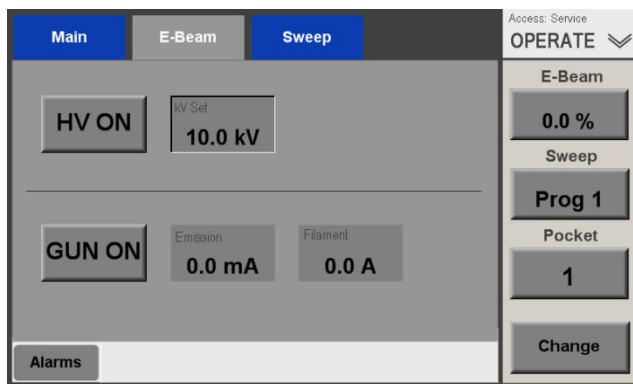 Main
E-Beam
Sweep
Access: Service
OPERATE
HV ON
kV Set
10.0 kV
GUN ON
Emission
0.0 mA
Filament
0.0 A
E-Beam
0.0 %
Sweep
Prog 1
Pocket
1
Change
Alarms